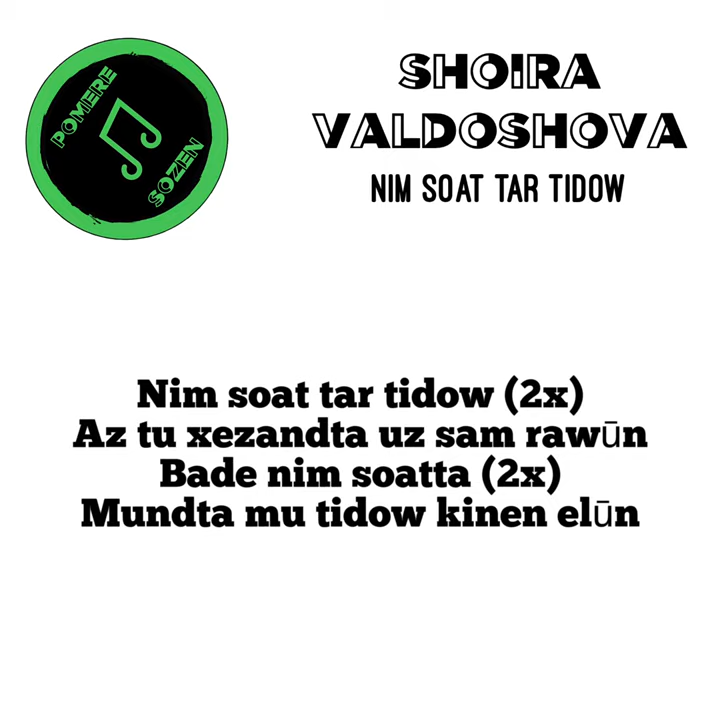 POMERE
SOZEN
SHOIRA
VALDOSHOVA
NIM SOAT TAR TIDOW
Nim soat tar tidow (2x)
Az tu xezandta uz sam rawūn
Bade nim soatta (2x)
Mundta mu tidow kinen elūn